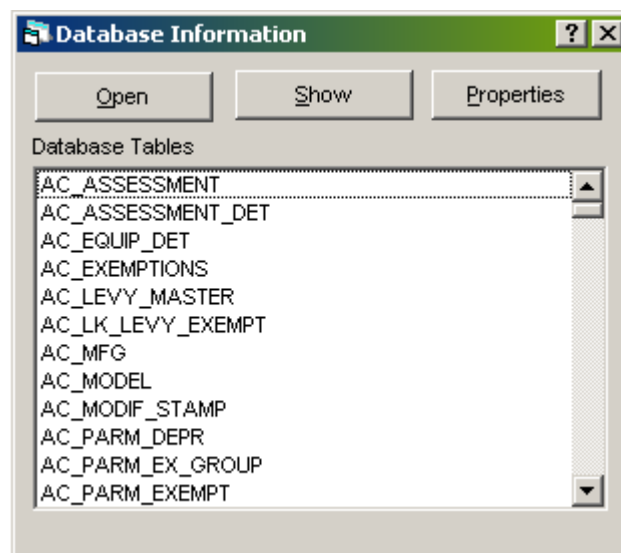 Database Information
Open Show Properties
Database Tables
AC_ASSESSMENT
AC_ASSESSMENT_DET
AC_EQUIP_DET
AC_EXEMPTIONS
AC_LEVY_MASTER
AC_LK_LEVY_EXEMPT
AC_MFG
AC_MODEL
AC_MODIF_STAMP
AC_PARM_DEPR
AC_PARM_EX_GROUP
AC_PARM_EXEMPT